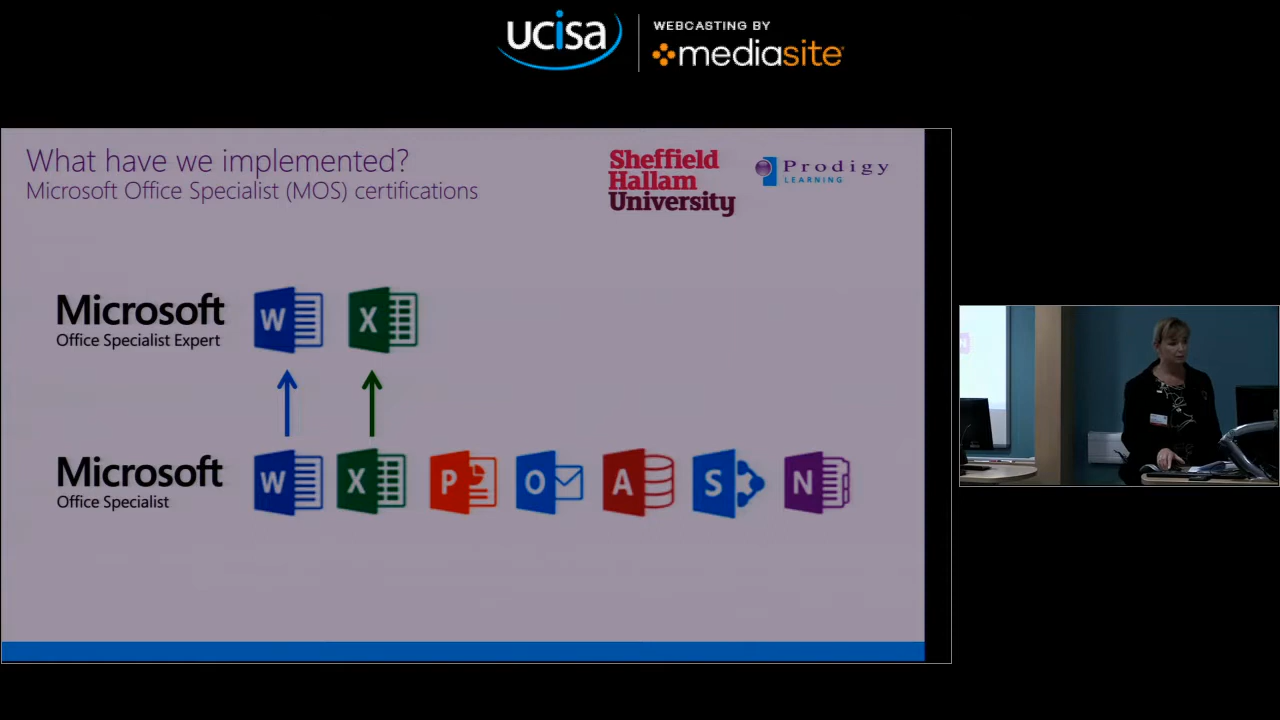 ucisa
WEBCASTING BY
mediasite
What have we implemented?
Microsoft Office Specialist (MOS) certifications
Sheffield
Hallam
University
Prodigy
LEARNING
Microsoft
Office Specialist Expert
W
X
Microsoft
Office Specialist
W
X
P
O
A
S
N